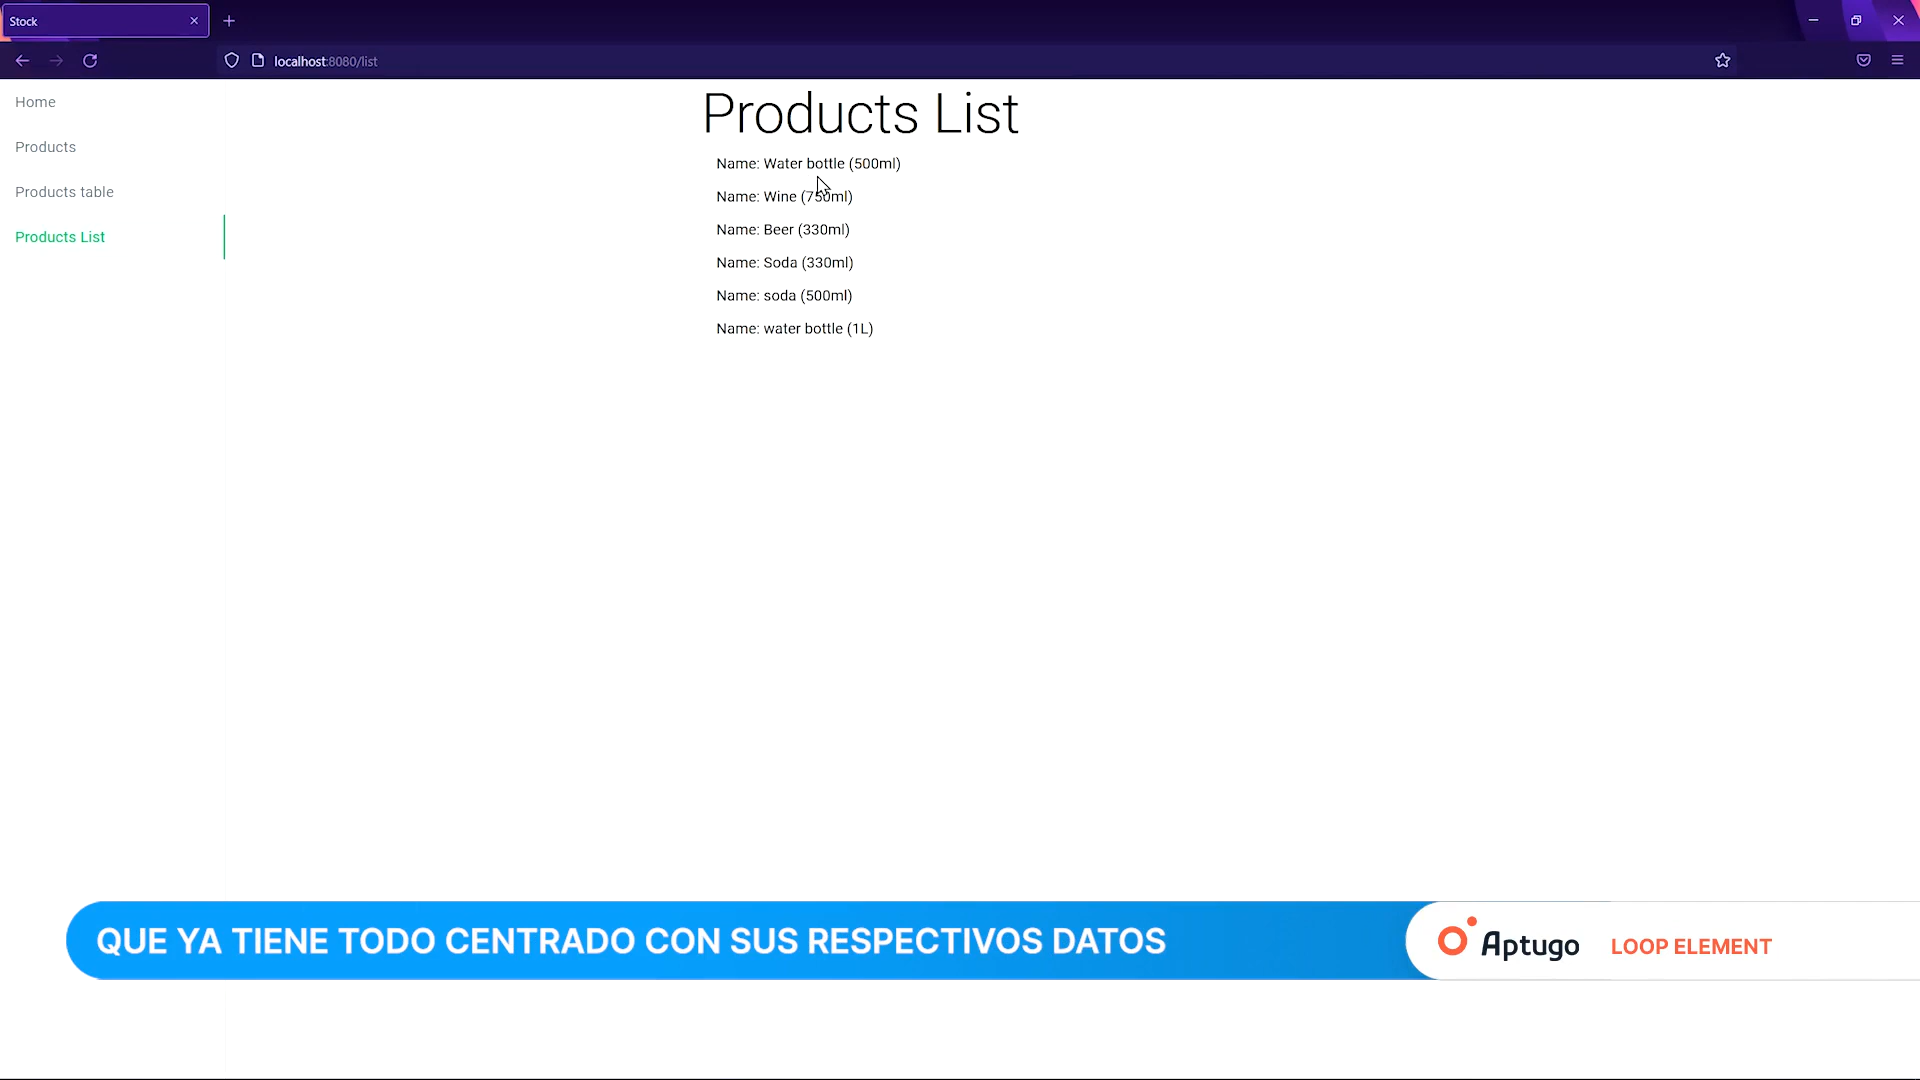 Stock
localhost:8080/list
Home
Products
Products table
Products List
Products List
Name: Water bottle (500ml)
Name: Wine (750ml)
Name: Beer (330ml)
Name: Soda (330ml)
Name: soda (500ml)
Name: water bottle (1L)
QUE YA TIENE TODO CENTRADO CON SUS RESPECTIVOS DATOS
Aptugo LOOP ELEMENT